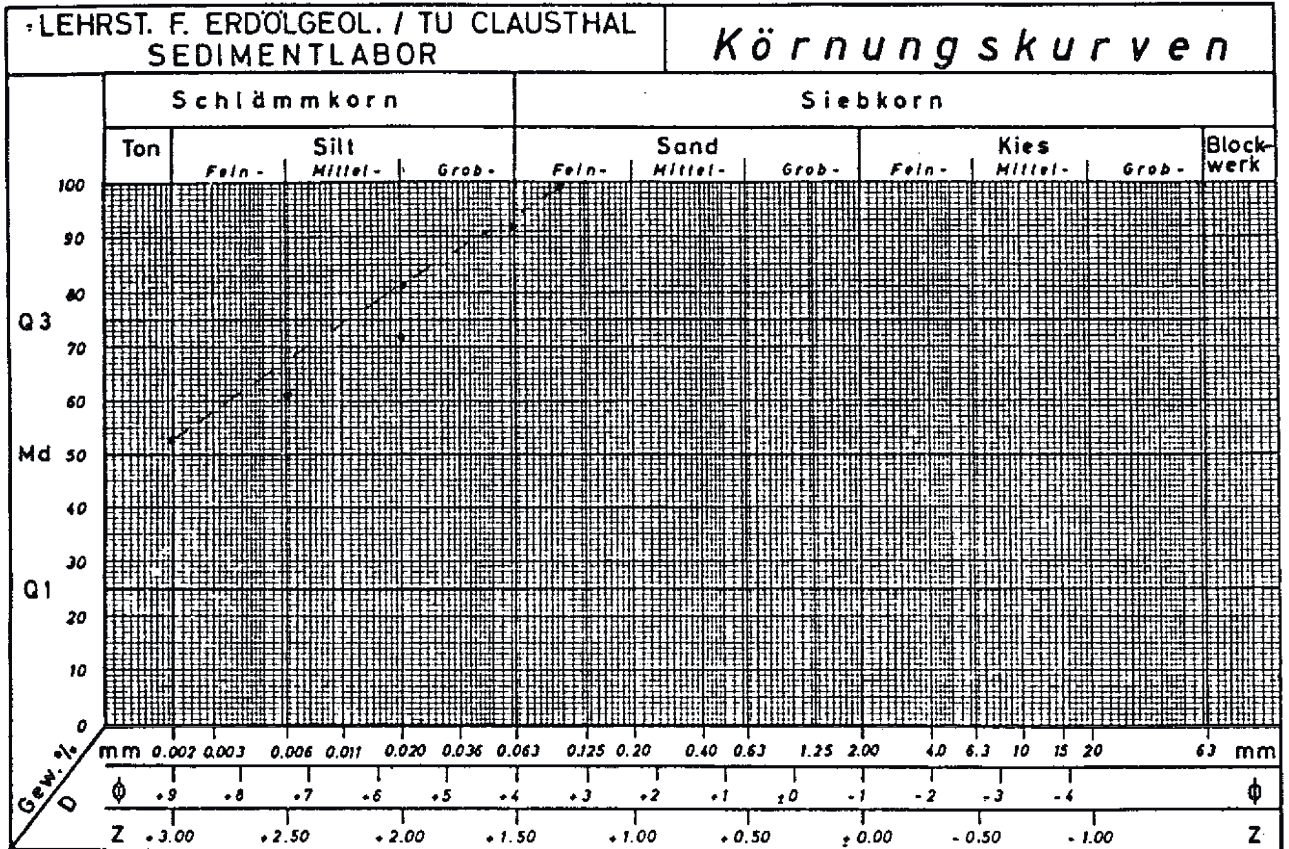 LEHRST. F. ERDÖLGEOL. / TU CLAUSTHAL
SEDIMENTLABOR
Körnungskurven
Schlämmkorn Siebkorn
Ton Silt Sand Kies Block-
werk
Fein- Mittel- Grob- Fein- Mittel- Grob- Fein- Mittel- Grob-
100
90
80
Q3
70
60
Md 50
40
30
Q1
20
10
0
mm 0.002 0.003 0.006 0.011 0.020 0.036 0.063 0.125 0.20 0.40 0.63 1.25 2.00 4.0 6.3 10 15 20 63 mm
Gew. %
D
ϕ +9 +8 +7 +6 +5 +4 +3 +2 +1 ±0 -1 -2 -3 -4 ϕ
Z +3.00 +2.50 +2.00 +1.50 +1.00 +0.50 ±0.00 -0.50 -1.00 Z